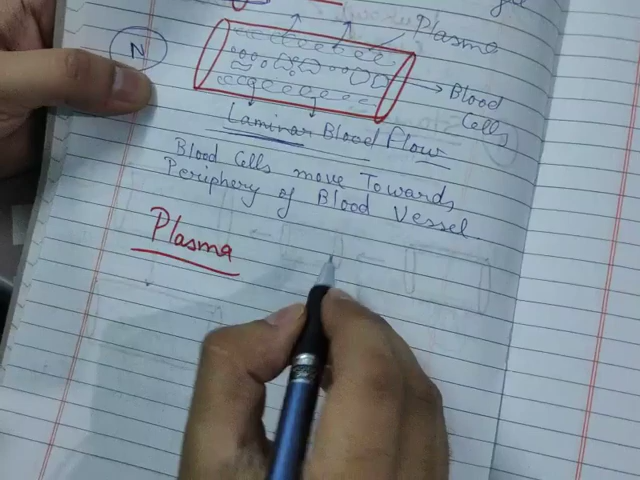 Plasma
N
Blood
Cells
Laminar Blood Flow
Blood Cells move Towards
Periphery of Blood Vessel.
Plasma